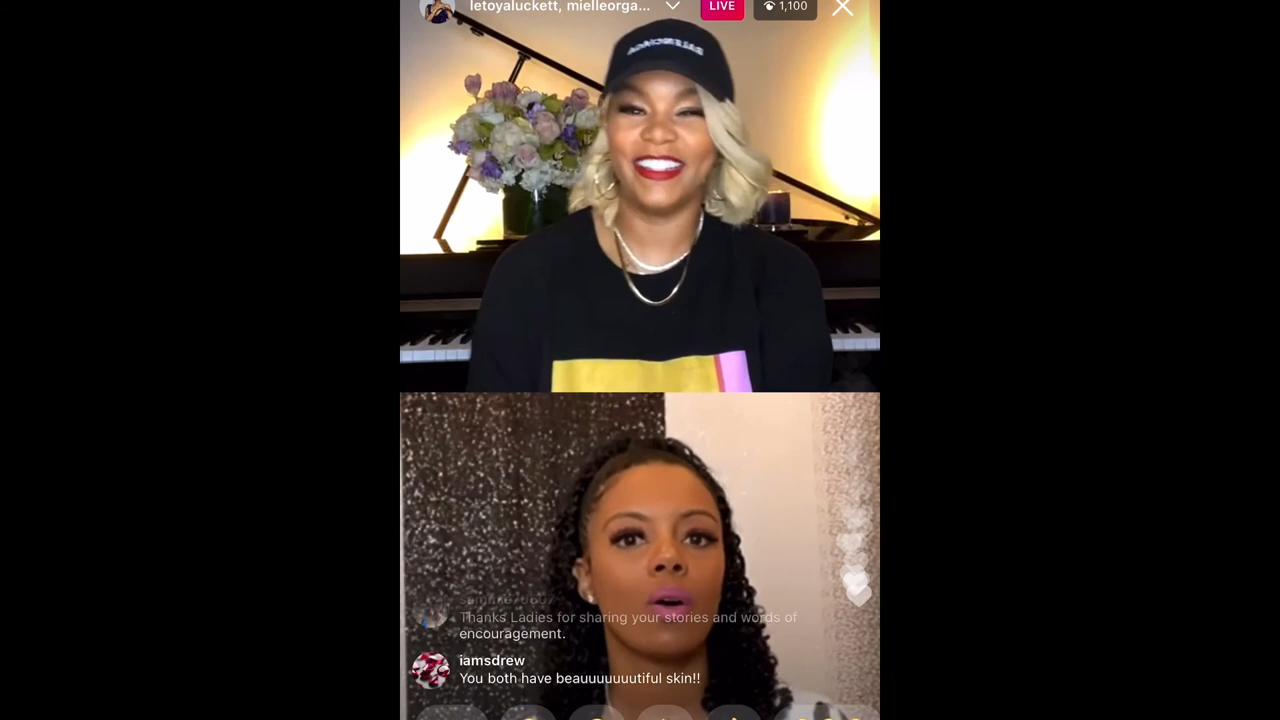 letoyaluckett, mielleorga...
LIVE
1,100
Thanks Ladies for sharing your stories and words of
encouragement.
iamsdrew
You both have beauuuuuuutiful skin!!